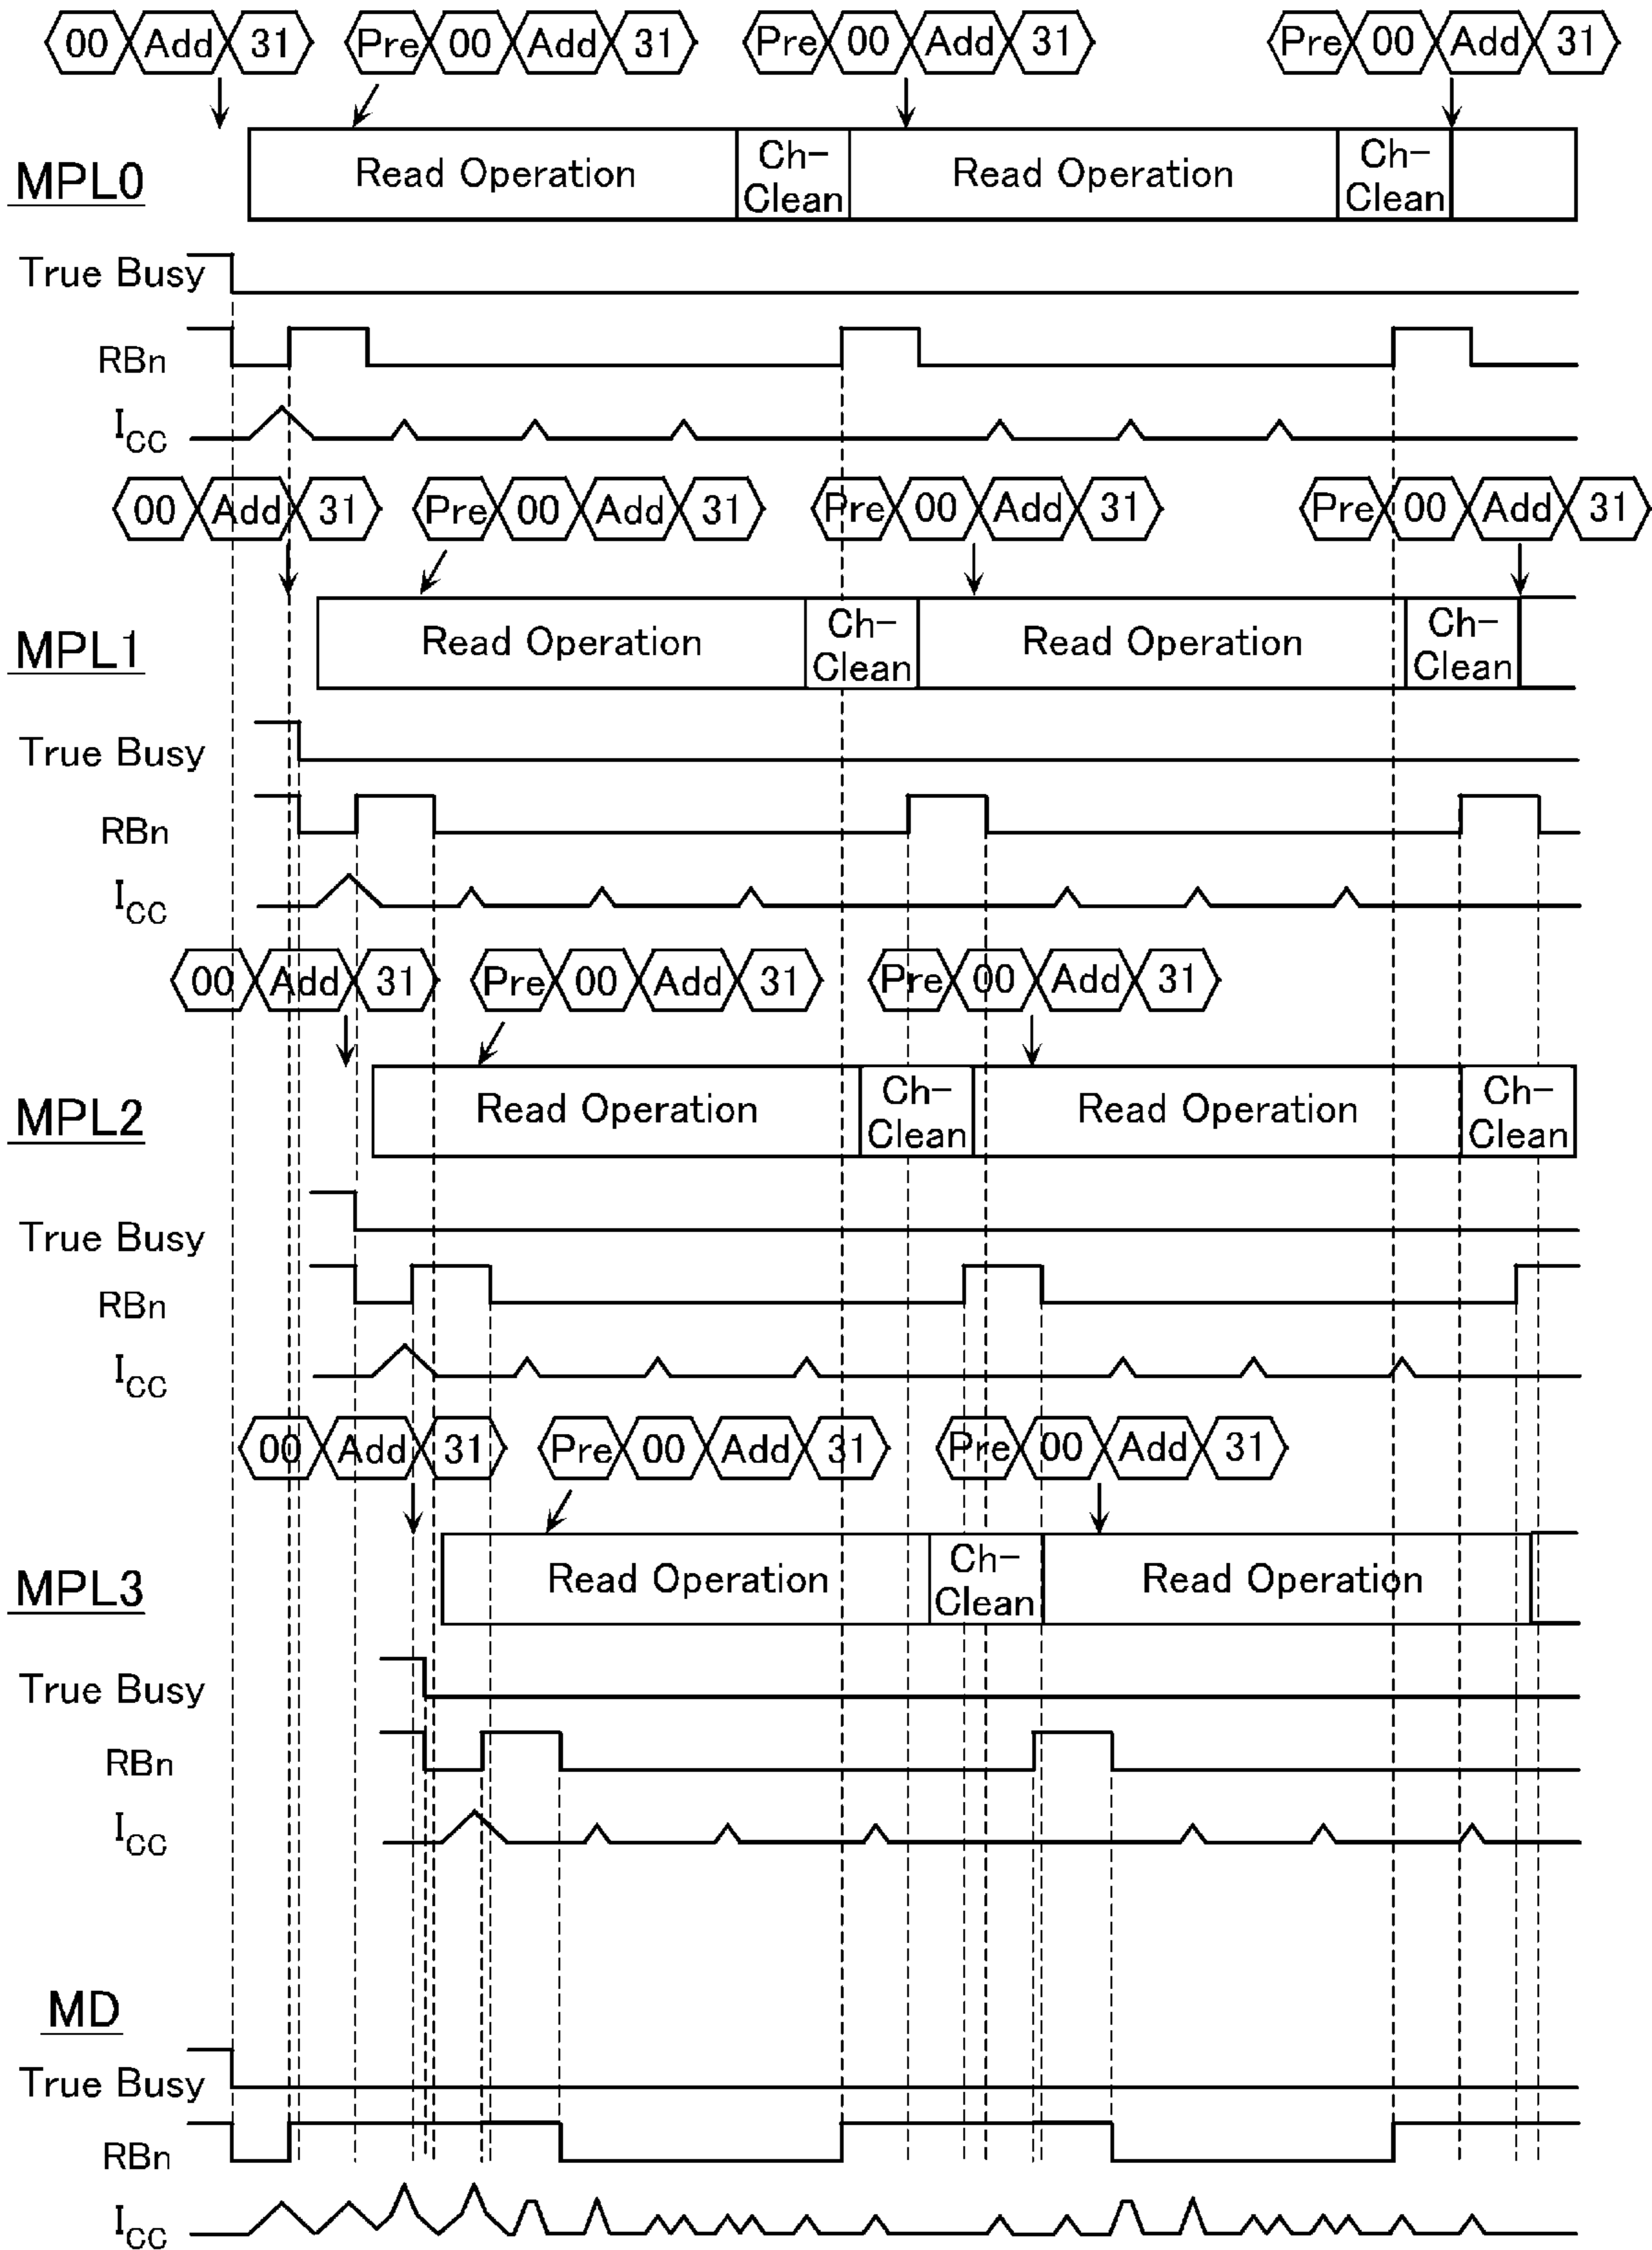 00 Add 31 Pre 00 Add 31 Pre 00 Add 31 Pre 00 Add 31
MPL0 Read Operation Ch-Clean Read Operation Ch-Clean
True Busy
RBn
ICC
00 Add 31 Pre 00 Add 31 Pre 00 Add 31 Pre 00 Add 31
MPL1 Read Operation Ch-Clean Read Operation Ch-Clean
True Busy
RBn
ICC
00 Add 31 Pre 00 Add 31 Pre 00 Add 31
MPL2 Read Operation Ch-Clean Read Operation Ch-Clean
True Busy
RBn
ICC
00 Add 31 Pre 00 Add 31 Pre 00 Add 31
MPL3 Read Operation Ch-Clean Read Operation
True Busy
RBn
ICC
MD
True Busy
RBn
ICC